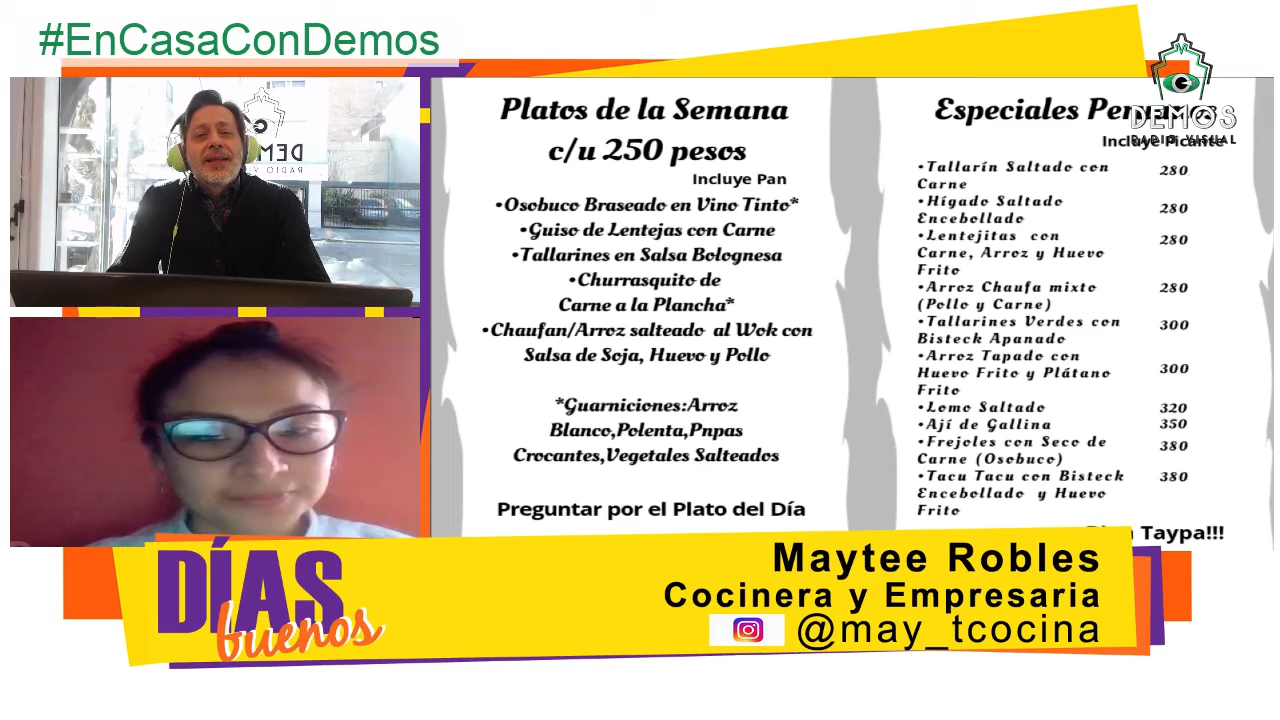 #EnCasaConDemos
DEMOS
RADIO VISUAL
Platos de la Semana
c/u 250 pesos
Incluye Pan
•Osobuco Braseado en Vino Tinto*
•Guiso de Lentejas con Carne
•Tallarines en Salsa Bolognesa
•Churrasquito de
Carne a la Plancha*
•Chaufan/Arroz salteado al Wok con
Salsa de Soja, Huevo y Pollo
*Guarniciones:Arroz
Blanco,Polenta,Pnpas
Crocantes,Vegetales Salteados
Preguntar por el Plato del Día
Especiales
Incluye Picante
•Tallarín Saltado con 280
Carne
•Hígado Saltado 280
Encebollado
•Lentejitas con 280
Carne, Arroz y Huevo
Frito
•Arroz Chaufa mixto 280
(Pollo y Carne)
•Tallarines Verdes con 300
Bisteck Apanado
•Arroz Tapado con 300
Huevo Frito y Plátano
Frito
•Lomo Saltado 320
•Ají de Gallina 350
•Frejoles con Seco de 380
Carne (Osobuco)
•Tacu Tacu con Bisteck 380
Encebollado y Huevo
Frito
Taypa!!!
DÍAS
buenos
Maytee Robles
Cocinera y Empresaria
@may_tcocina